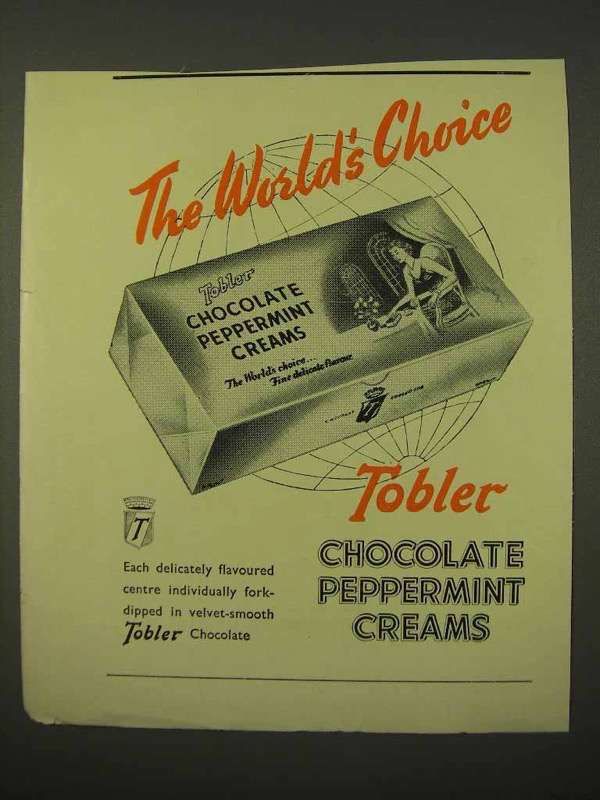 The World's Choice
Tobler
CHOCOLATE
PEPPERMINT
CREAMS
The World's choice...
Fine delicate flavour
T
Tobler
CHOCOLATE
PEPPERMINT
CREAMS
T
Each delicately flavoured
centre individually fork-
dipped in velvet-smooth
Tobler Chocolate